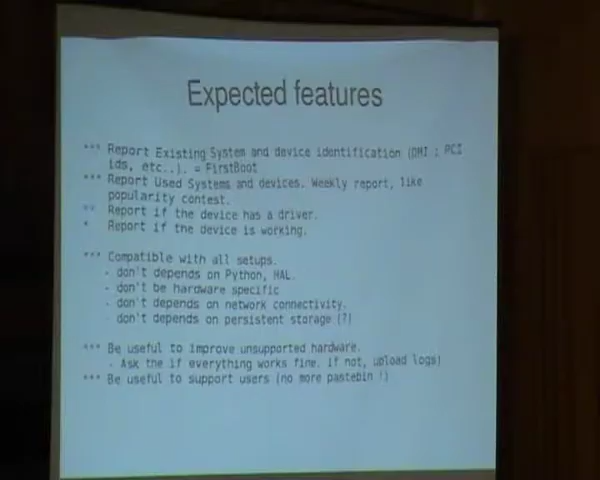 Expected features
*** Report Existing System and device identification (DMI ; PCI
ids, etc..). = FirstBoot
*** Report Used Systems and devices. Weekly report, like
popularity contest.
** Report if the device has a driver.
* Report if the device is working.
*** Compatible with all setups.
- don't depends on Python, HAL.
- don't be hardware specific
- don't depends on network connectivity.
- don't depends on persistent storage (?)
*** Be useful to improve unsupported hardware.
- Ask the if everything works fine. if not, upload logs)
*** Be useful to support users (no more pastebin !)